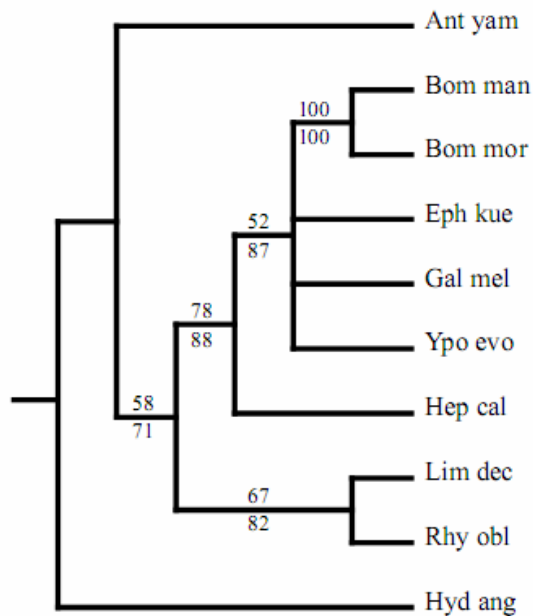 Ant yam
Bom man
100
100
Bom mor
52
87
Eph kue
Gal mel
78
88
Ypo evo
58
71
Hep cal
67
82
Lim dec
Rhy obl
Hyd ang